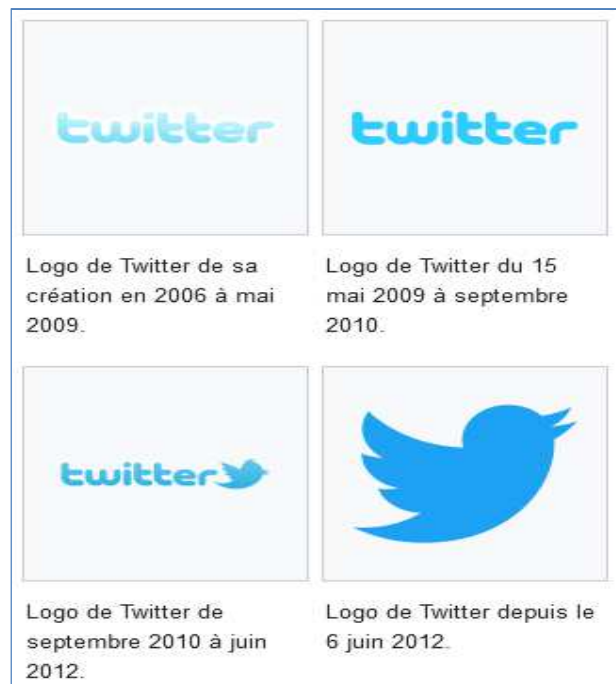 twitter
twitter
Logo de Twitter de sa
création en 2006 à mai
2009.
Logo de Twitter du 15
mai 2009 à septembre
2010.
twitter
Logo de Twitter de
septembre 2010 à juin
2012.
Logo de Twitter depuis le
6 juin 2012.